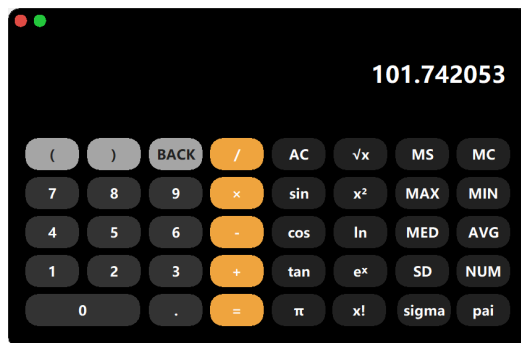 101.742053
( ) BACK / AC √x MS MC
7 8 9 × sin x² MAX MIN
4 5 6 - cos ln MED AVG
1 2 3 + tan eˣ SD NUM
0 . = π x! sigma pai